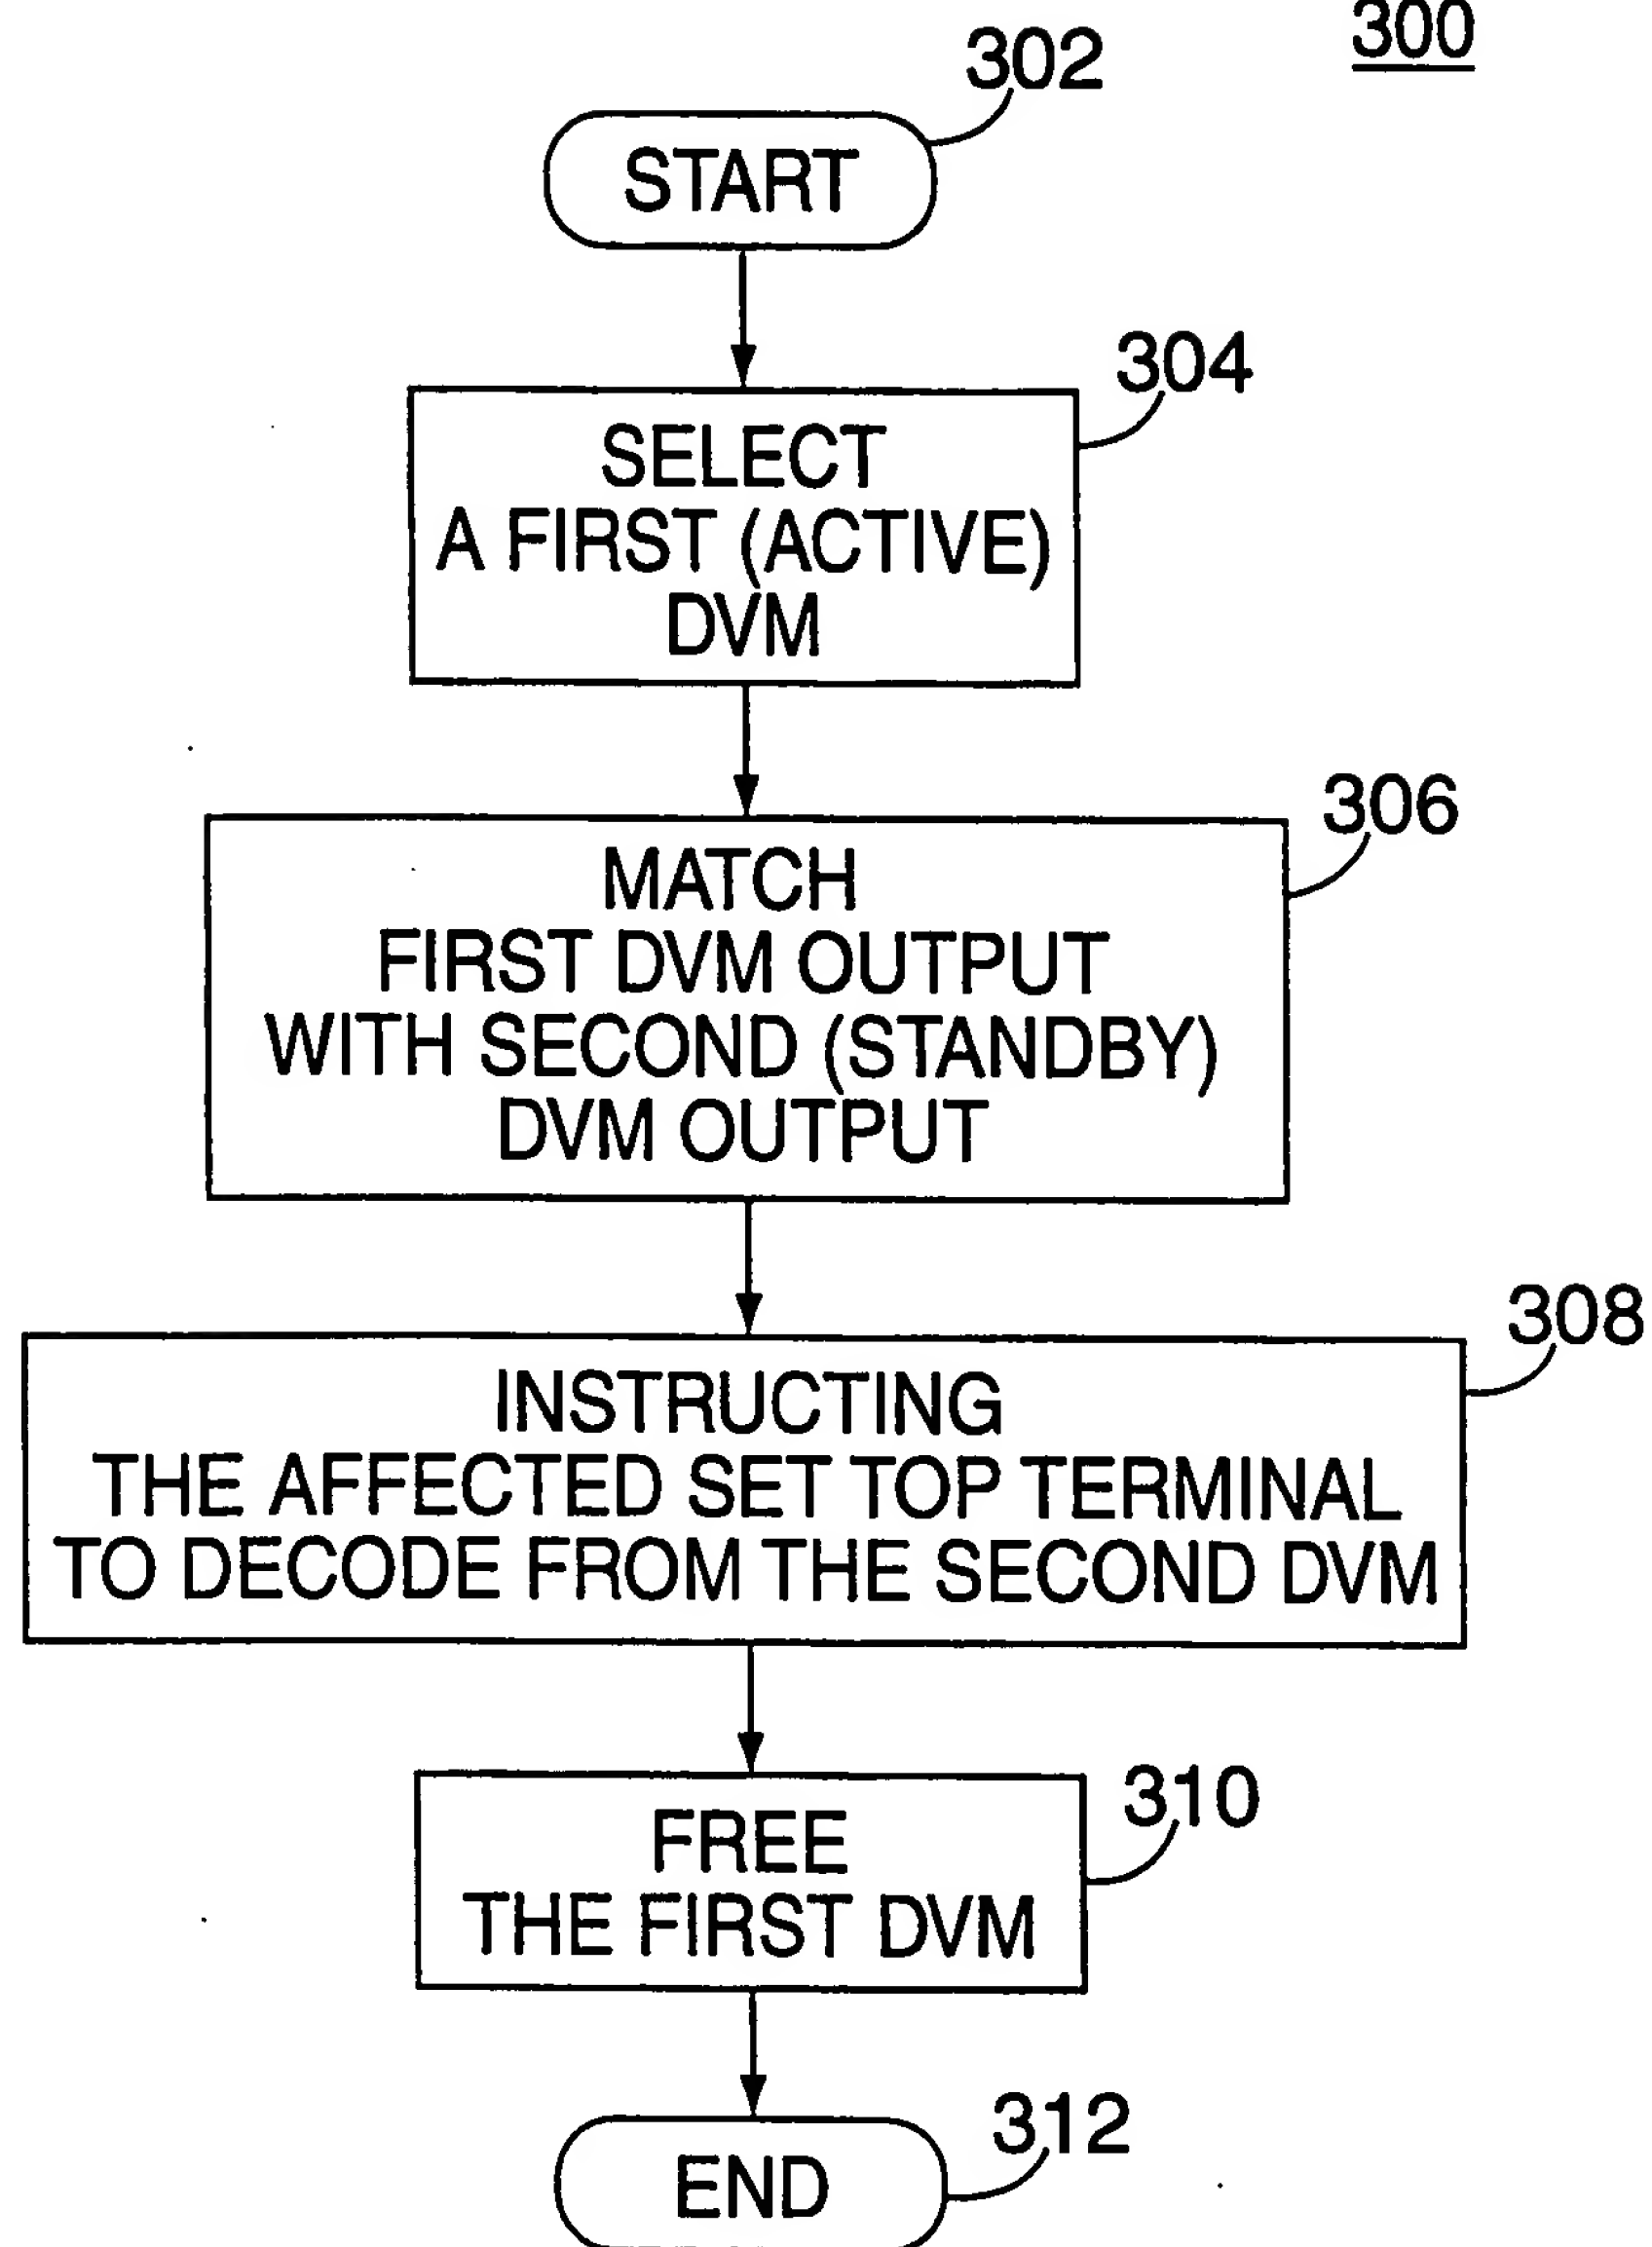 300
302
START
304
SELECT
A FIRST (ACTIVE)
DVM
306
MATCH
FIRST DVM OUTPUT
WITH SECOND (STANDBY)
DVM OUTPUT
308
INSTRUCTING
THE AFFECTED SET TOP TERMINAL
TO DECODE FROM THE SECOND DVM
310
FREE
THE FIRST DVM
312
END